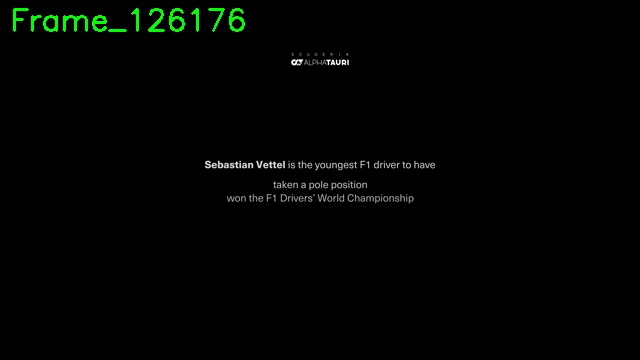 Frame_126176
SCUDERIA
ALPHATAURI
Sebastian Vettel is the youngest F1 driver to have
taken a pole position
won the F1 Drivers' World Championship